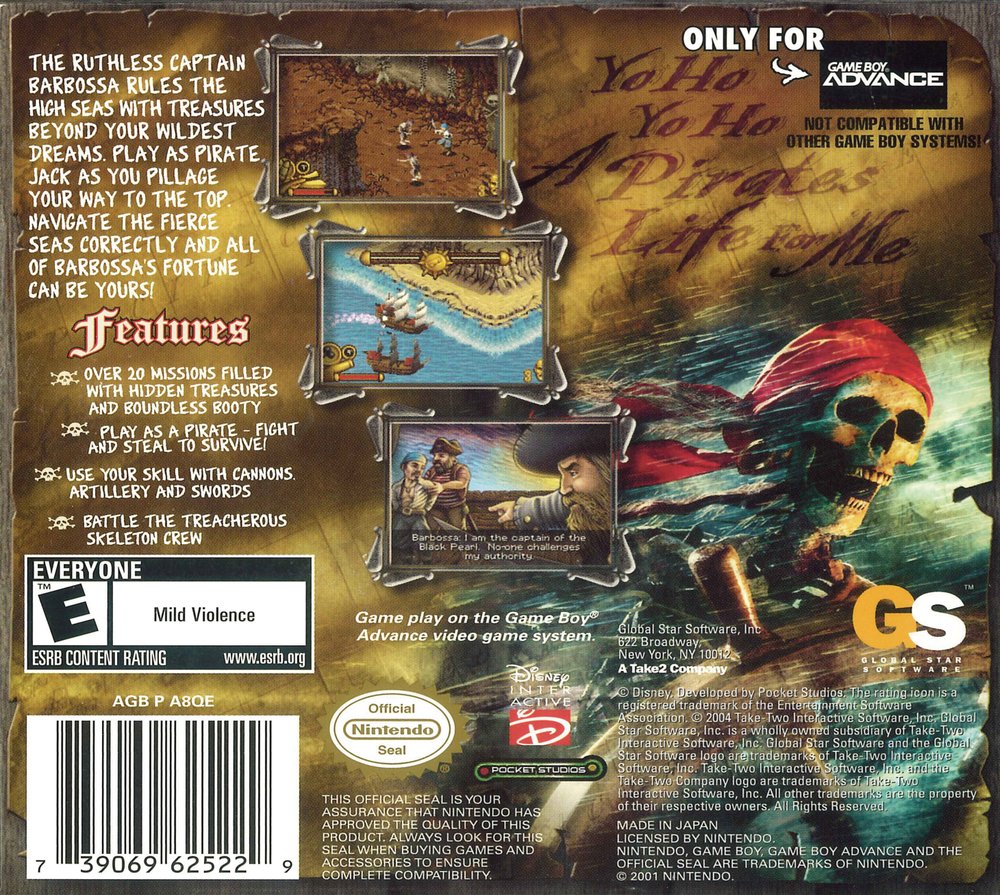 THE RUTHLESS CAPTAIN
BARBOSSA RULES THE
HIGH SEAS WITH TREASURES
BEYOND YOUR WILDEST
DREAMS. PLAY AS PIRATE
JACK AS YOU PILLAGE
YOUR WAY TO THE TOP.
NAVIGATE THE FIERCE
SEAS CORRECTLY AND ALL
OF BARBOSSA'S FORTUNE
CAN BE YOURS!
Features
OVER 20 MISSIONS FILLED
WITH HIDDEN TREASURES
AND BOUNDLESS BOOTY
PLAY AS A PIRATE - FIGHT
AND STEAL TO SURVIVE!
USE YOUR SKILL WITH CANNONS,
ARTILLERY AND SWORDS
BATTLE THE TREACHEROUS
SKELETON CREW
ONLY FOR
GAME BOY
ADVANCE
NOT COMPATIBLE WITH
OTHER GAME BOY SYSTEMS!
Yo Ho
Yo Ho
A Pirates
Life For Me
Barbossa: I am the captain of the
Black Pearl. No-one challenges
my authority.
EVERYONE
TM
E
Mild Violence
ESRB CONTENT RATING www.esrb.org
Game play on the Game Boy®
Advance video game system.
Global Star Software, Inc
622 Broadway,
New York, NY 10012
A Take2 Company
GS
TM
GLOBAL STAR
SOFTWARE
AGB P A8QE
7 39069 62522 9
Official
Nintendo
Seal
®
DISNEY
INTER
ACTIVE
D
POCKET STUDIOS
THIS OFFICIAL SEAL IS YOUR
ASSURANCE THAT NINTENDO HAS
APPROVED THE QUALITY OF THIS
PRODUCT. ALWAYS LOOK FOR THIS
SEAL WHEN BUYING GAMES AND
ACCESSORIES TO ENSURE
COMPLETE COMPATIBILITY.
© Disney. Developed by Pocket Studios. The rating icon is a
registered trademark of the Entertainment Software
Association. © 2004 Take-Two Interactive Software, Inc. Global
Star Software, Inc. is a wholly owned subsidiary of Take-Two
Interactive Software, Inc. Global Star Software and the Global
Star Software logo are trademarks of Take-Two Interactive
Software, Inc. Take-Two Interactive Software, Inc. and the
Take-Two Company logo are trademarks of Take-Two
Interactive Software, Inc. All other trademarks are the property
of their respective owners. All Rights Reserved.
MADE IN JAPAN
LICENSED BY NINTENDO.
NINTENDO, GAME BOY, GAME BOY ADVANCE AND THE
OFFICIAL SEAL ARE TRADEMARKS OF NINTENDO.
© 2001 NINTENDO.